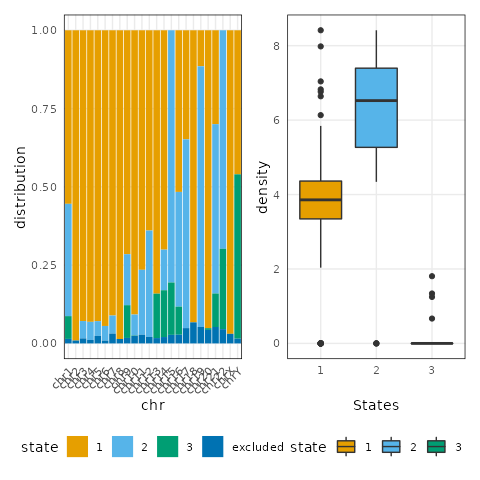 1.00
0.75
0.50
0.25
0.00
distribution
chr1
chr2
chr3
chr4
chr5
chr6
chr7
chr8
chr9
chr10
chr11
chr12
chr13
chr14
chr15
chr16
chr17
chr18
chr19
chr20
chr21
chr22
chrX
chrY
chr
8
6
4
2
0
density
1 2 3
States
state 1 2 3 excluded
state 1 2 3